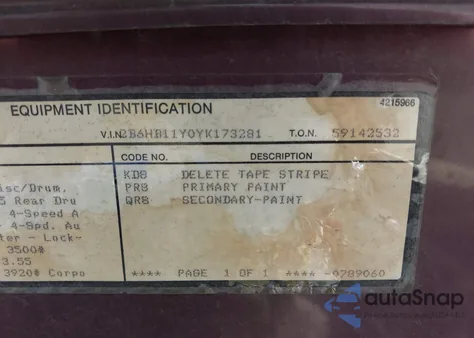 4215966
EQUIPMENT IDENTIFICATION
V.I.N. 2B6HB11Y0YK173281 T.O.N. 59142532
CODE NO. DESCRIPTION
KD8 DELETE TAPE STRIPE
PR8 PRIMARY PAINT
QR8 SECONDARY-PAINT
isc/Drum,
5 Rear Dru
4-Speed A
- 4-Spd. Au
ter - Lock-
3500#
3.55
3920# Corpo
**** PAGE 1 OF 1 **** -0789060
autoSnap